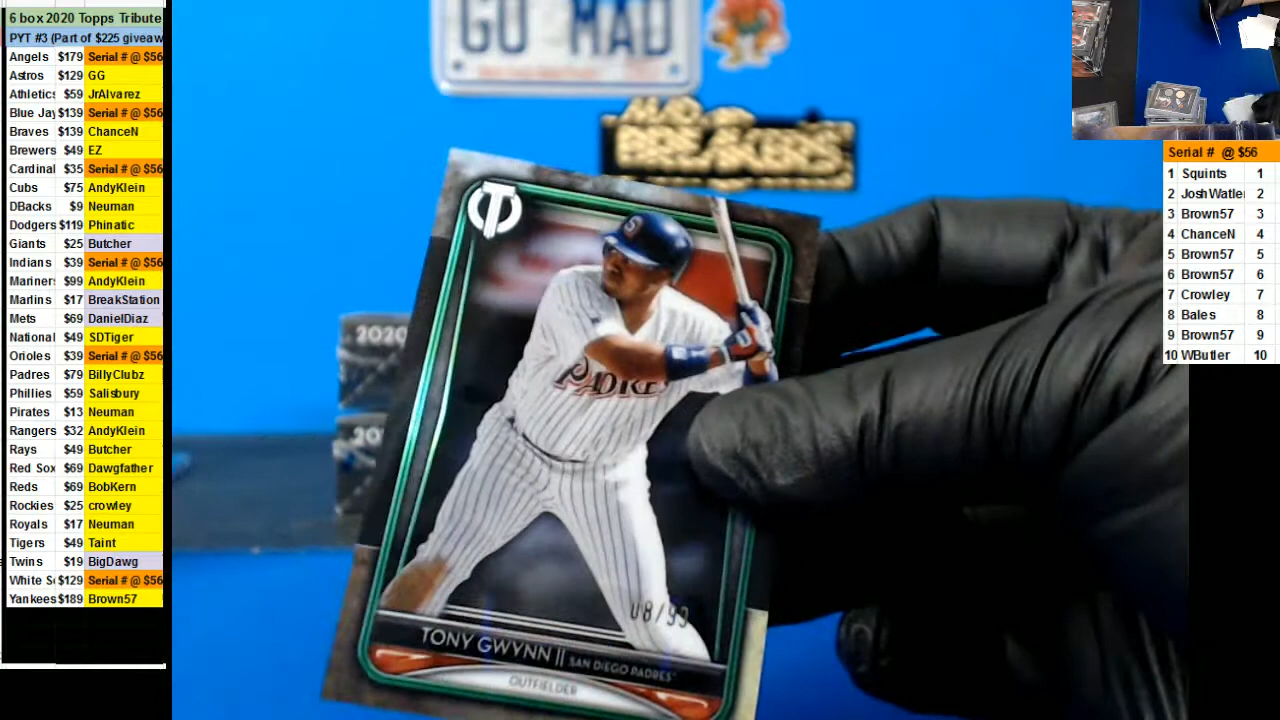 6 box 2020 Topps Tribute
PYT #3 (Part of $225 giveaw
Angels $179 Serial # @ $56
Astros $129 GG
Athletics $59 JrAlvarez
Blue Jay $139 Serial # @ $56
Braves $139 ChanceN
Brewers $49 EZ
Cardinal $35 Serial # @ $56
Cubs $75 AndyKlein
DBacks $9 Neuman
Dodgers $119 Phinatic
Giants $25 Butcher
Indians $39 Serial # @ $56
Mariners $99 AndyKlein
Marlins $17 BreakStation
Mets $69 DanielDiaz
National $49 SDTiger
Orioles $39 Serial # @ $56
Padres $79 BillyClubz
Phillies $59 Salisbury
Pirates $13 Neuman
Rangers $32 AndyKlein
Rays $49 Butcher
Red Sox $69 Dawgfather
Reds $69 BobKern
Rockies $25 crowley
Royals $17 Neuman
Tigers $49 Taint
Twins $19 BigDawg
White S $129 Serial # @ $56
Yankees $189 Brown57
GO MAD
BREAKERS
2020
20
PADRES
08/99
TONY GWYNN || SAN DIEGO PADRES
OUTFIELDER
Serial # @ $56
1 Squints 1
2 JoshWatle 2
3 Brown57 3
4 ChanceN 4
5 Brown57 5
6 Brown57 6
7 Crowley 7
8 Bales 8
9 Brown57 9
10 WButler 10